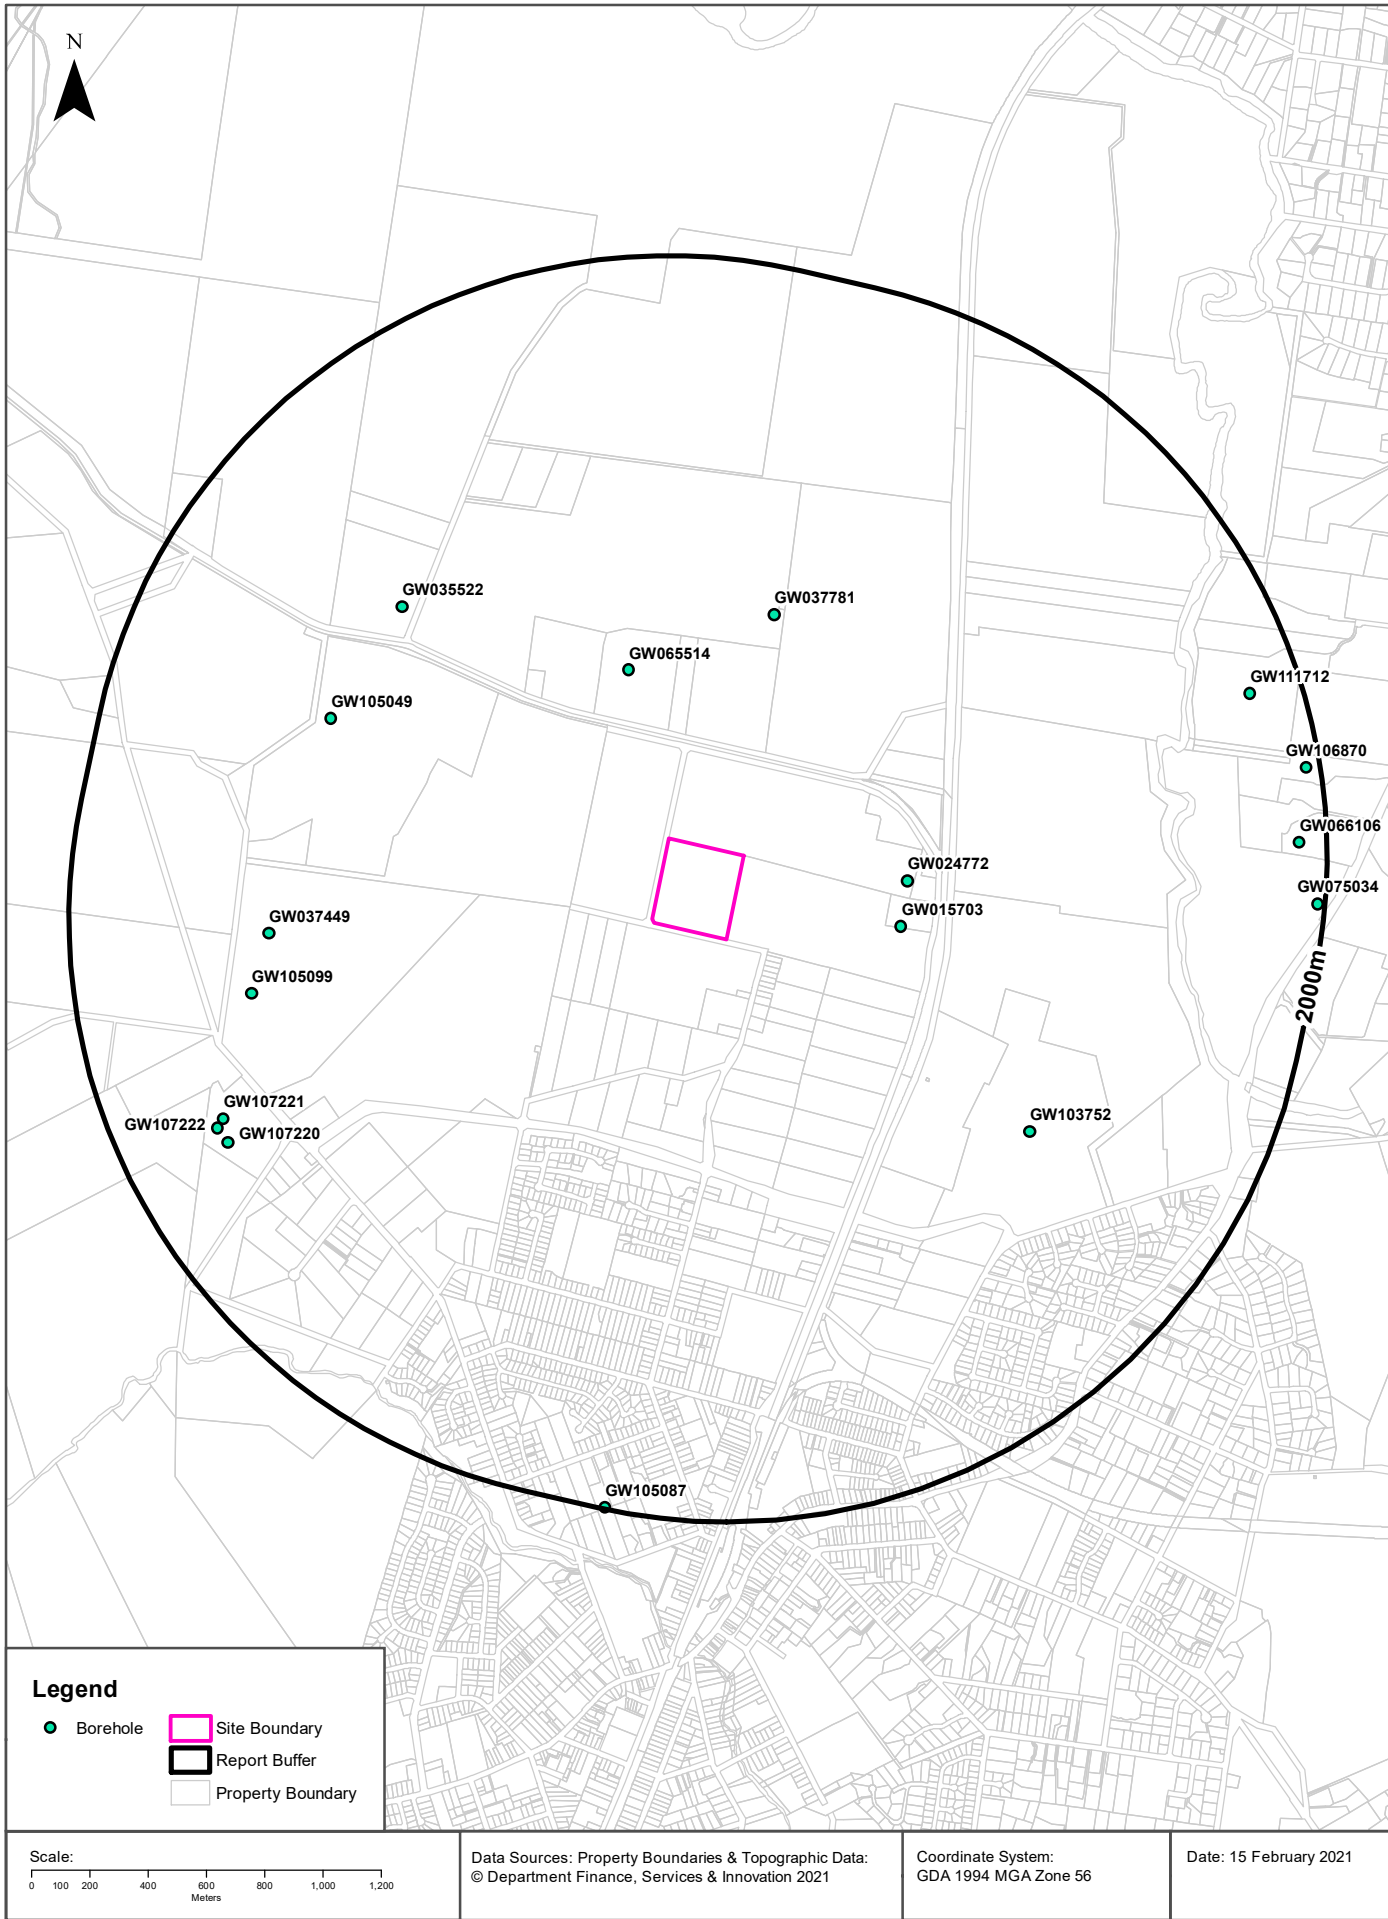 N
GW035522
GW037781
GW065514
GW111712
GW105049
GW106870
GW066106
GW024772
GW075034
GW037449
GW015703
GW105099
2000m
GW107221
GW103752
GW107222
GW107220
GW105087
Legend
Borehole
Site Boundary
Report Buffer
Property Boundary
Scale:
0 100 200 400 600 800 1,000 1,200
Meters
Data Sources: Property Boundaries & Topographic Data:
© Department Finance, Services & Innovation 2021
Coordinate System:
GDA 1994 MGA Zone 56
Date: 15 February 2021